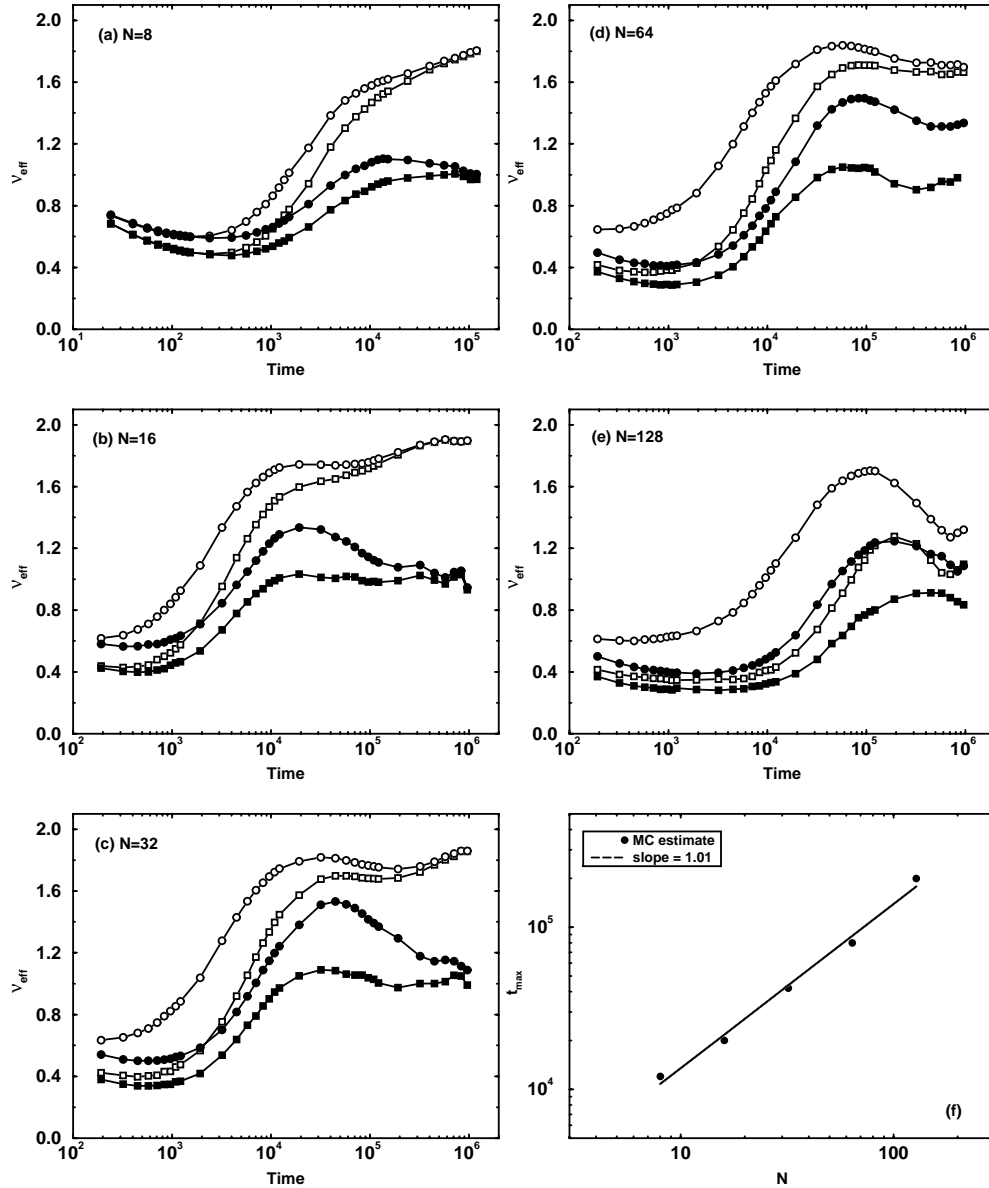 (a) N=8
ν_eff
2.0
1.6
1.2
0.8
0.4
0.0
10^1 10^2 10^3 10^4 10^5
Time
(b) N=16
ν_eff
2.0
1.6
1.2
0.8
0.4
0.0
10^2 10^3 10^4 10^5 10^6
Time
(c) N=32
ν_eff
2.0
1.6
1.2
0.8
0.4
0.0
10^2 10^3 10^4 10^5 10^6
Time
(d) N=64
ν_eff
2.0
1.6
1.2
0.8
0.4
0.0
10^2 10^3 10^4 10^5 10^6
Time
(e) N=128
ν_eff
2.0
1.6
1.2
0.8
0.4
0.0
10^2 10^3 10^4 10^5 10^6
Time
MC estimate
slope = 1.01
t_max
10^5
10^4
(f)
10 100
N